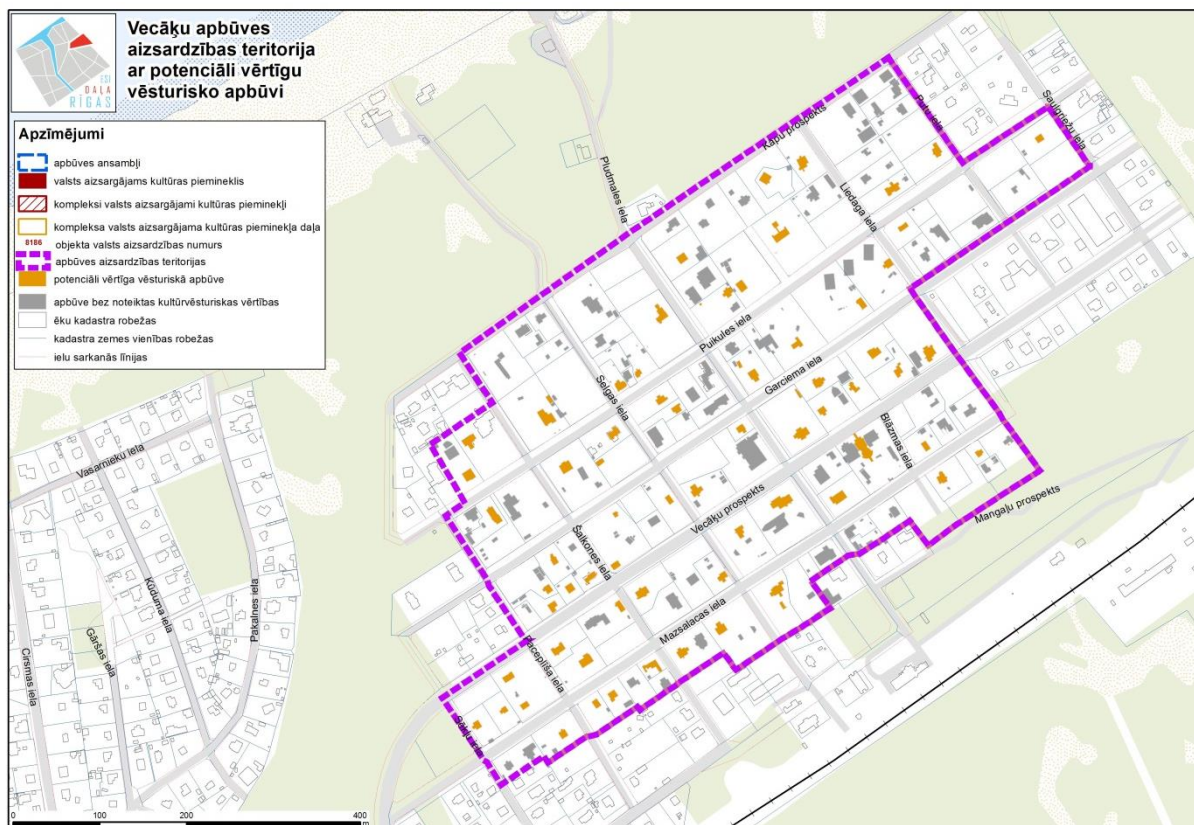 Vecāķu apbūves
aizsardzības teritorija
ar potenciāli vērtīgu
vēsturisko apbūvi
ESI
DAĻA
RĪGAS
Apzīmējumi
apbūves ansambļi
valsts aizsargājams kultūras piemineklis
kompleksi valsts aizsargājami kultūras pieminekļi
kompleksa valsts aizsargājama kultūras pieminekļa daļa
8186 objekta valsts aizsardzības numurs
apbūves aizsardzības teritorijas
potenciāli vērtīga vēsturiskā apbūve
apbūve bez noteiktas kultūrvēsturiskas vērtības
ēku kadastra robežas
kadastra zemes vienības robežas
ielu sarkanās līnijas
Kāpu prospekts
Saulgriežu iela
Pludmales iela
Liedaga iela
Puikules iela
Selgas iela
Garciema iela
Blāzmas iela
Vasarnieku iela
Vecāķu prospekts
Mangaļu prospekts
Šalkones iela
Kūduma iela
Pakalnes iela
Mazsalacas iela
Gāršas iela
Cirsmas iela
0 100 200 400
m